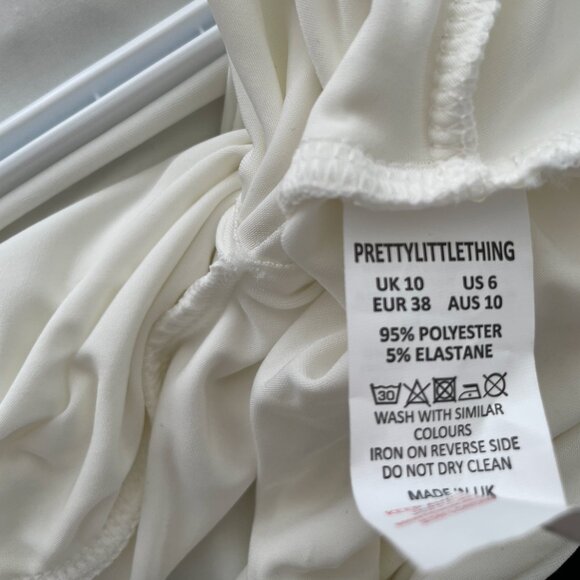 PRETTYLITTLETHING
UK 10 US 6
EUR 38 AUS 10
95% POLYESTER
5% ELASTANE
30
WASH WITH SIMILAR
COLOURS
IRON ON REVERSE SIDE
DO NOT DRY CLEAN
MADE IN UK